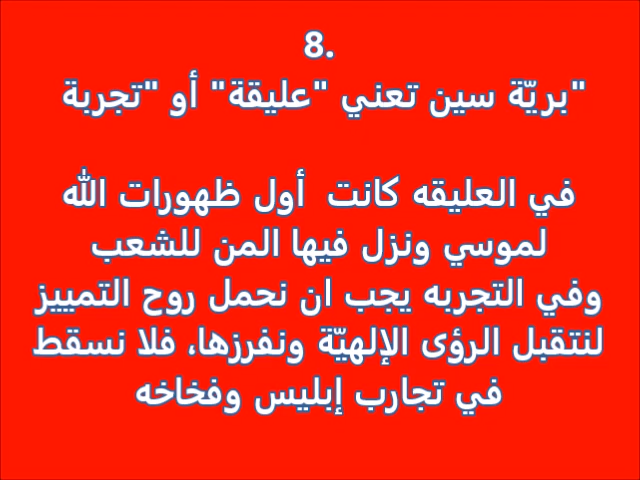 8.
"بريّة سين تعني "عليقة" أو "تجربة
في العليقه كانت  أول ظهورات الله
لموسي ونزل فيها المن للشعب
وفي التجربه يجب ان نحمل روح التمييز
لنتقبل الرؤى الإلهيّة ونفرزها، فلا نسقط
في تجارب إبليس وفخاخه